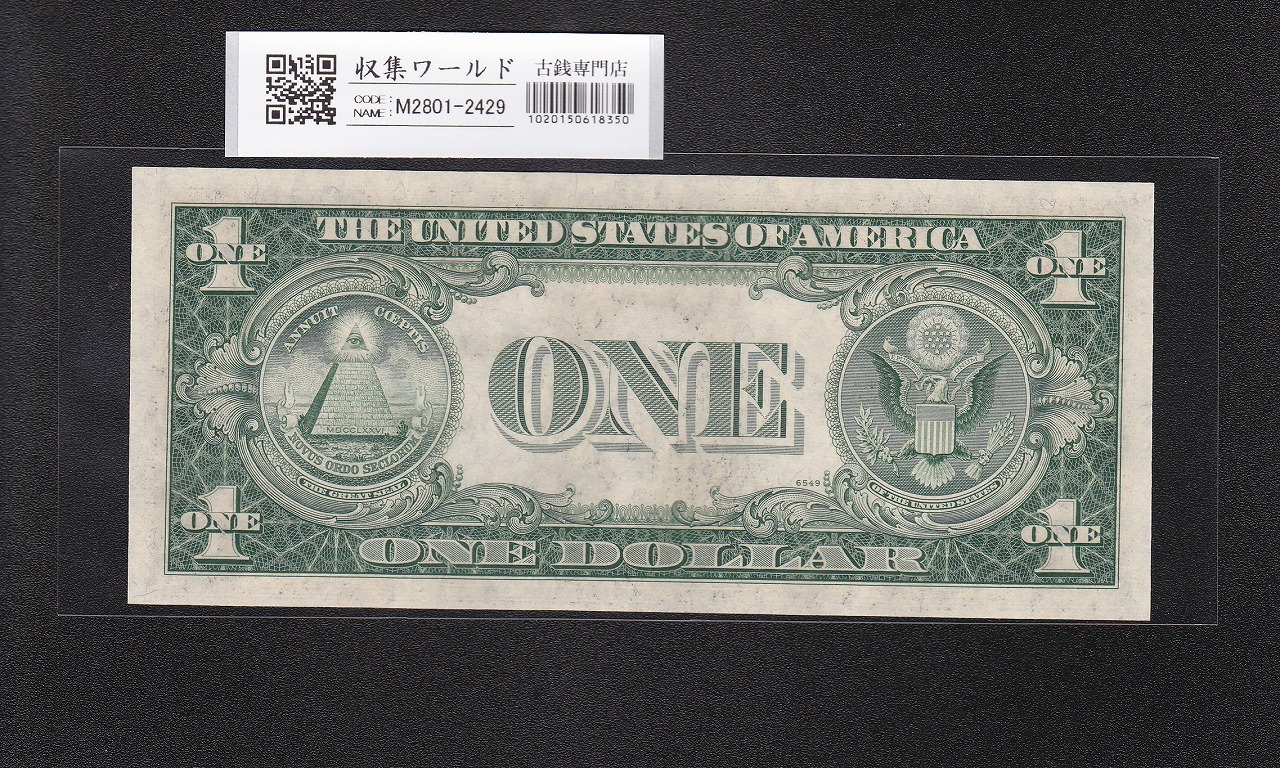 収集ワールド 古銭専門店
CODE:
NAME: M2801-2429
1020150618350
THE UNITED STATES OF AMERICA
1 ONE
1 ONE
ANNUIT CŒPTIS
MDCCLXXVI
NOVUS ORDO SECLORUM
THE GREAT SEAL
ONE
6549
OF THE UNITED STATES
1 ONE
1 ONE
ONE DOLLAR